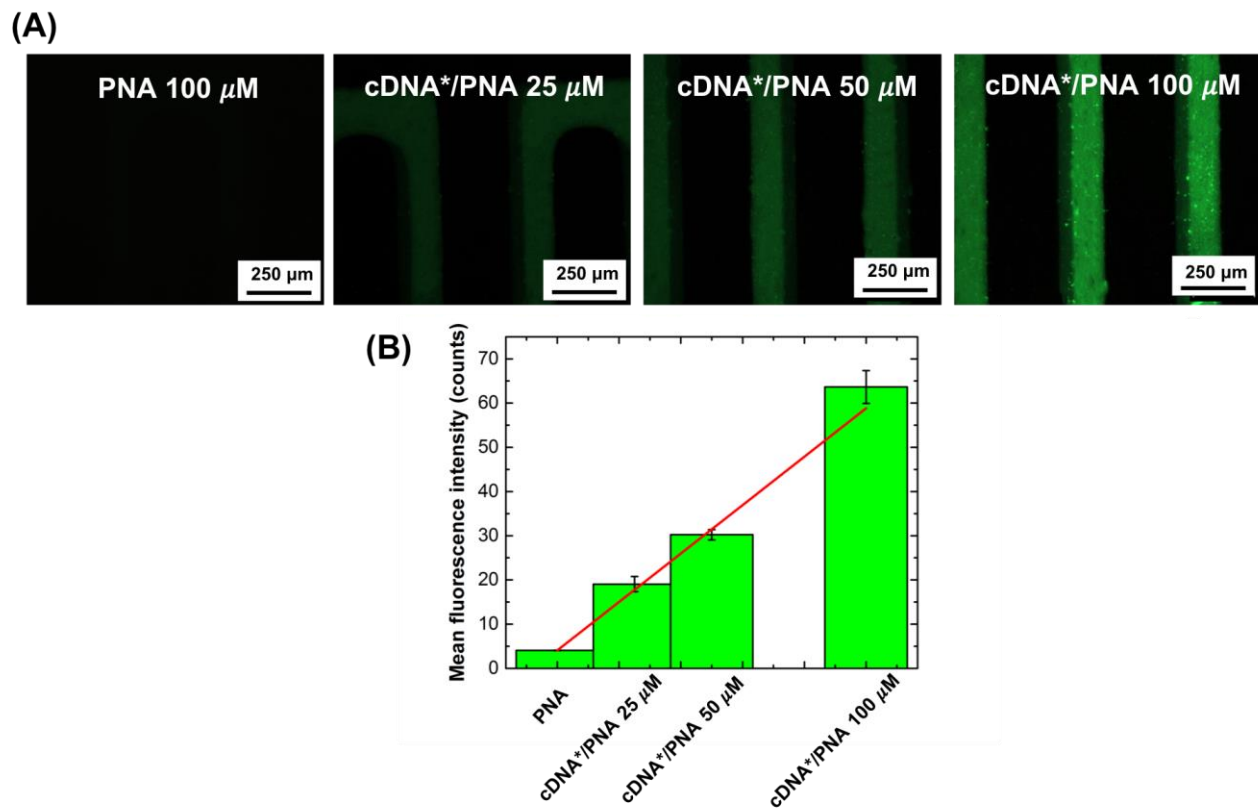 (A)
PNA 100 μM
cDNA*/PNA 25 μM
cDNA*/PNA 50 μM
cDNA*/PNA 100 μM
250 μm
250 μm
250 μm
250 μm
(B)
Mean fluorescence intensity (counts)
70
60
50
40
30
20
10
0
PNA
cDNA*/PNA 25 μM
cDNA*/PNA 50 μM
cDNA*/PNA 100 μM